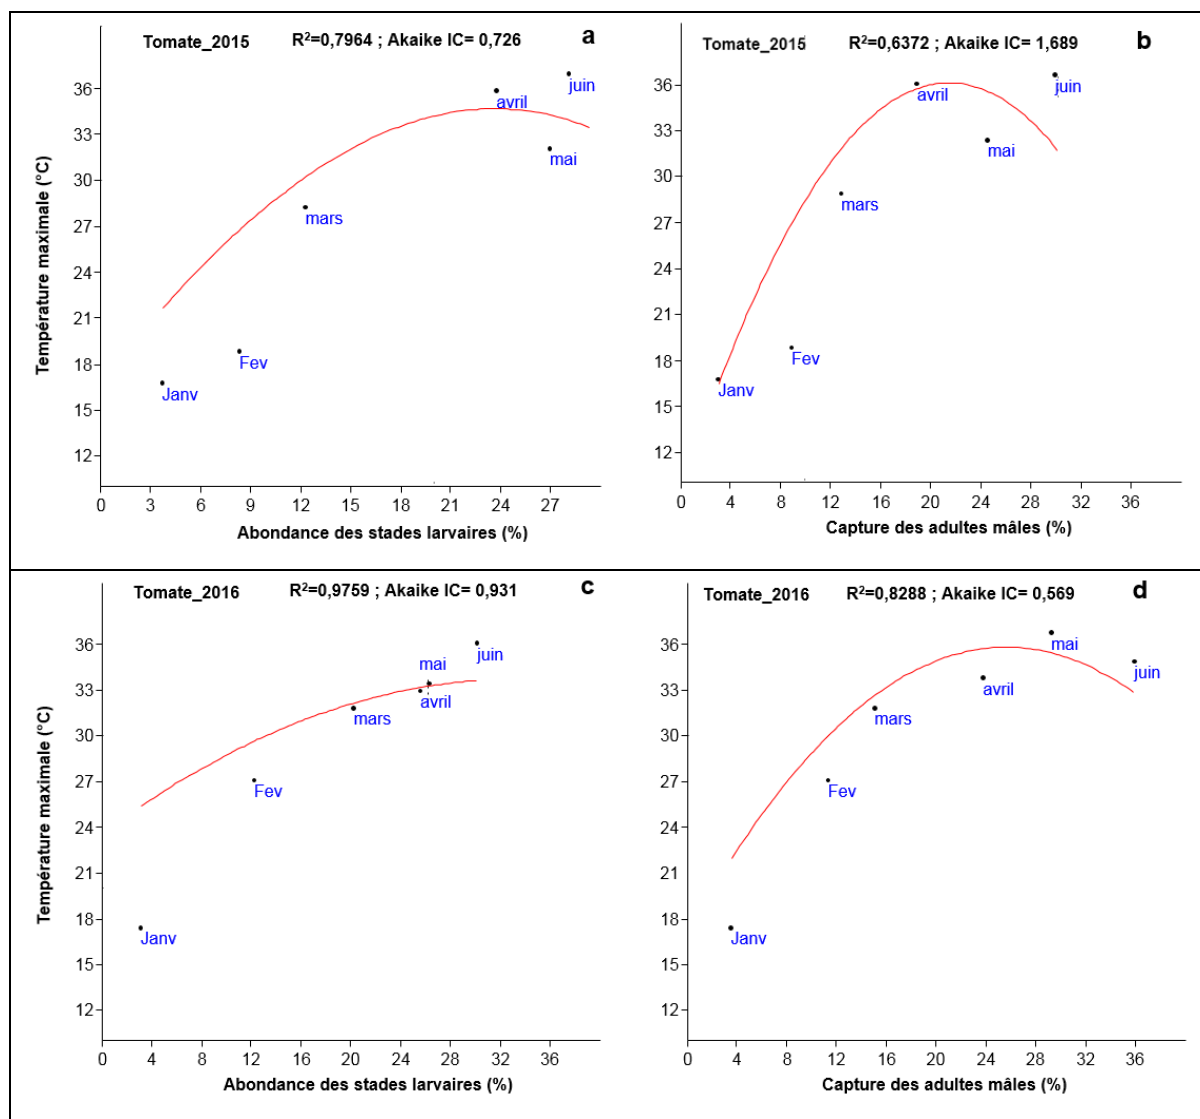 Tomate_2015 R²=0,7964 ; Akaike IC= 0,726 a
Température maximale (°C)
36
33
30
27
24
21
18
15
12
juin
avril
mai
mars
Fev
Janv
0 3 6 9 12 15 18 21 24 27
Abondance des stades larvaires (%)
Tomate_2015 R²=0,6372 ; Akaike IC= 1,689 b
36
33
30
27
24
21
18
15
12
juin
avril
mai
mars
Fev
Janv
0 4 8 12 16 20 24 28 32 36
Capture des adultes mâles (%)
Tomate_2016 R²=0,9759 ; Akaike IC= 0,931 c
Température maximale (°C)
36
33
30
27
24
21
18
15
12
juin
mai
avril
mars
Fev
Janv
0 4 8 12 16 20 24 28 32 36
Abondance des stades larvaires (%)
Tomate_2016 R²=0,8288 ; Akaike IC= 0,569 d
36
33
30
27
24
21
18
15
12
mai
juin
avril
mars
Fev
Janv
0 4 8 12 16 20 24 28 32 36
Capture des adultes mâles (%)